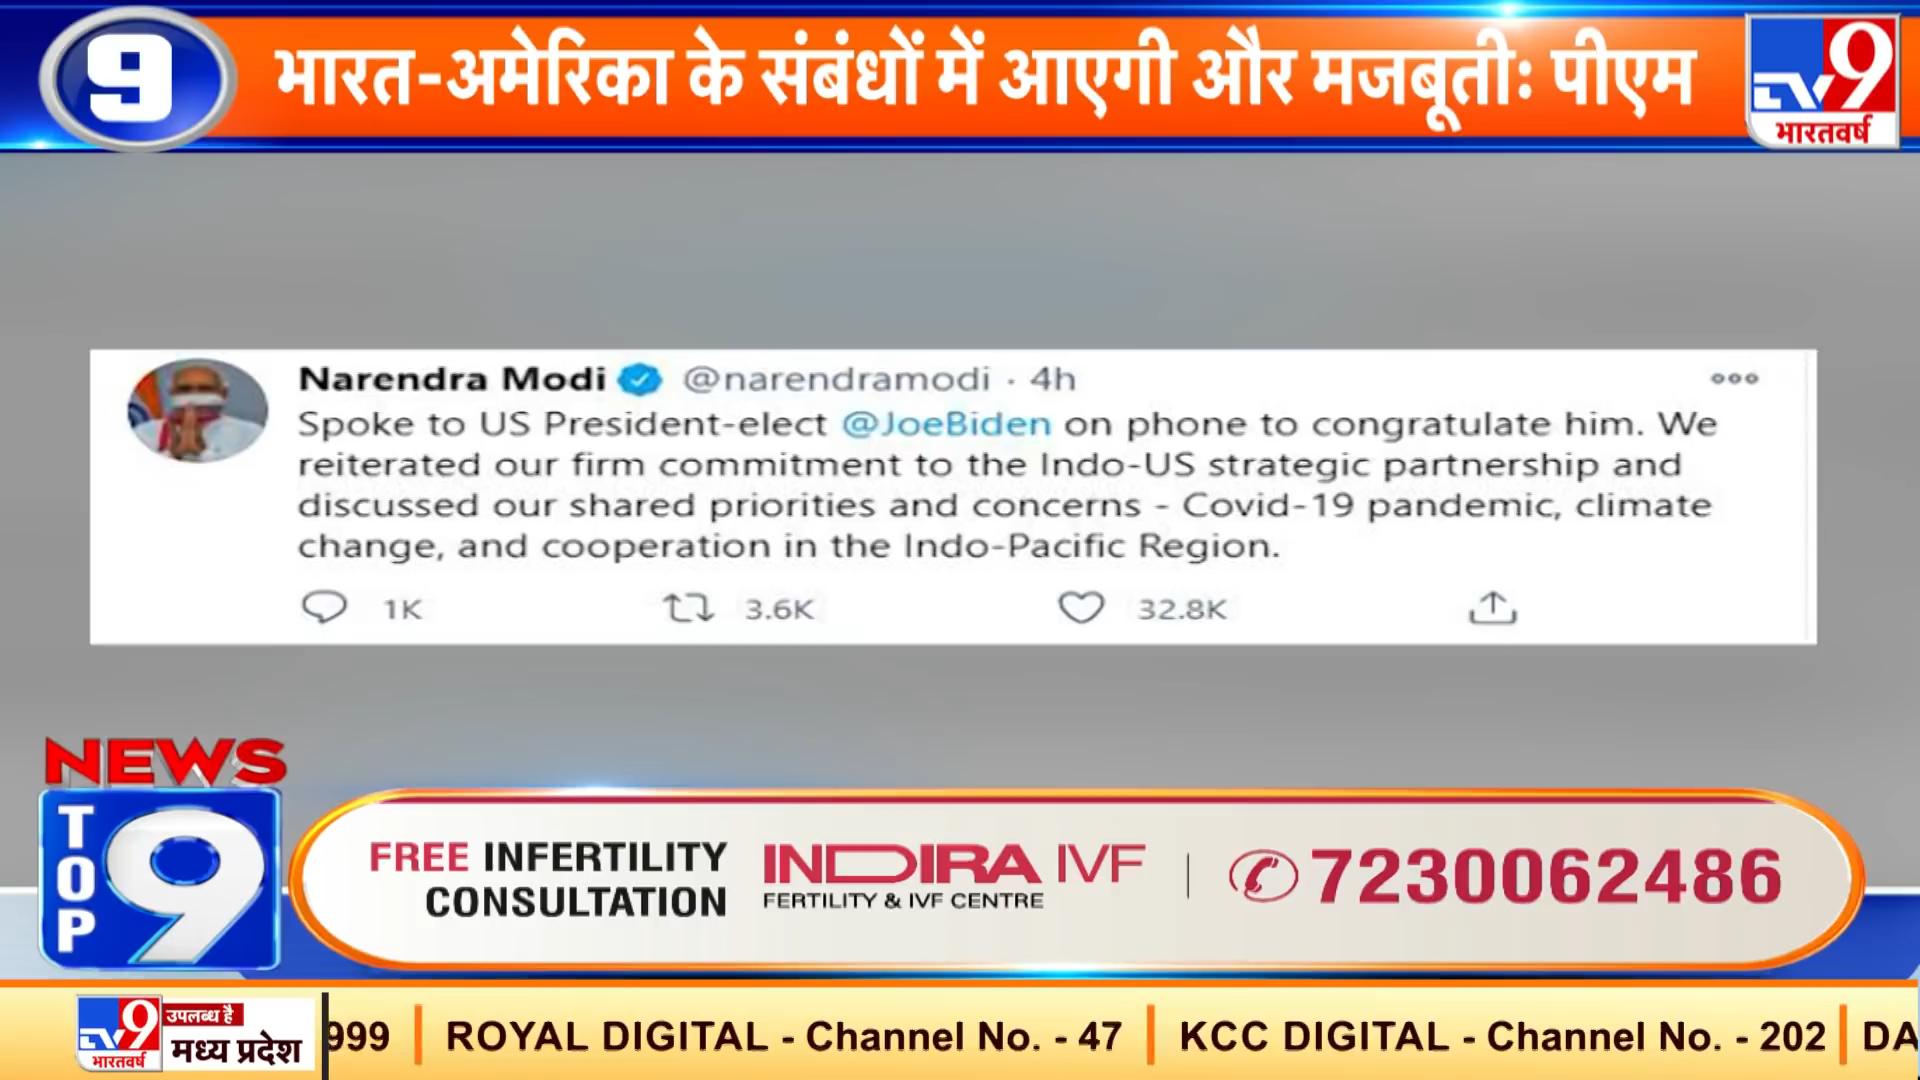 9
भारत-अमेरिका के संबंधों में आएगी और मजबूतीः पीएम
TV9
भारतवर्ष
Narendra Modi @narendramodi · 4h
Spoke to US President-elect @JoeBiden on phone to congratulate him. We
reiterated our firm commitment to the Indo-US strategic partnership and
discussed our shared priorities and concerns - Covid-19 pandemic, climate
change, and cooperation in the Indo-Pacific Region.
1K 3.6K 32.8K
NEWS
TOP 9
FREE INFERTILITY
CONSULTATION
INDIRA IVF
FERTILITY & IVF CENTRE
7230062486
TV9
भारतवर्ष
उपलब्ध है
मध्य प्रदेश
999 | ROYAL DIGITAL - Channel No. - 47 | KCC DIGITAL - Channel No. - 202 | DA